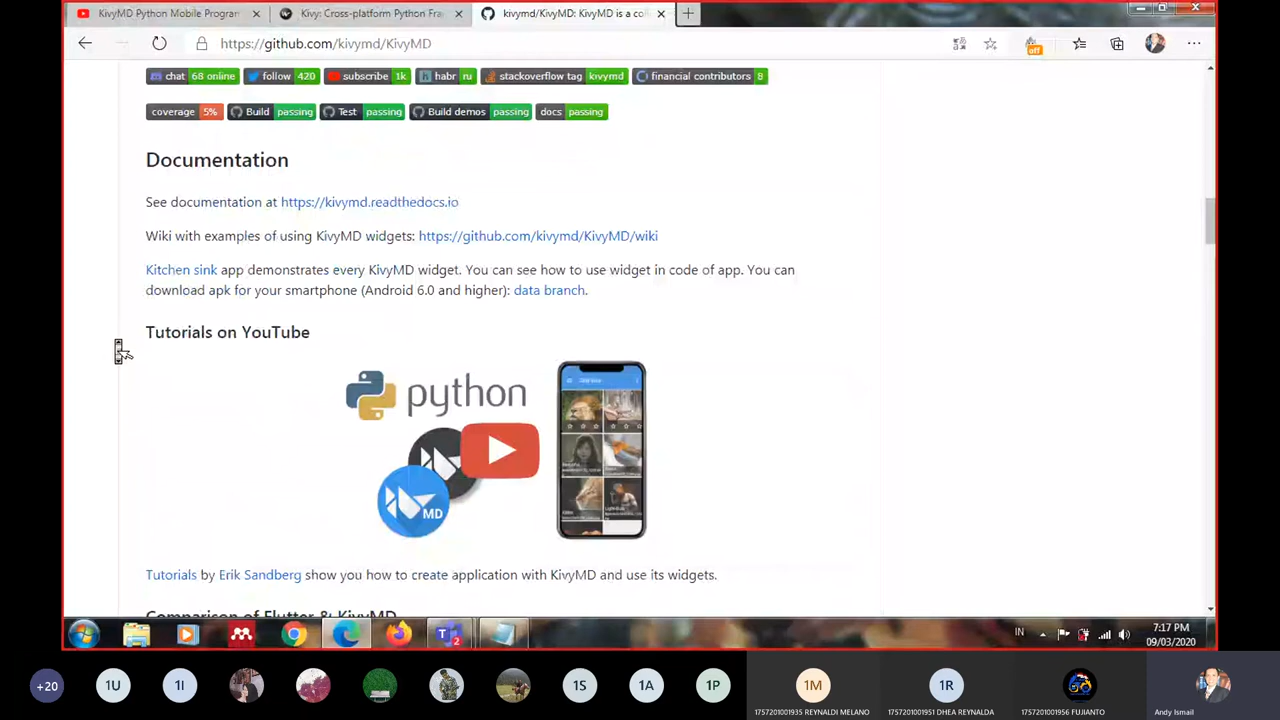 KivyMD Python Mobile Program
Kivy: Cross-platform Python Fra
kivymd/KivyMD: KivyMD is a coll
https://github.com/kivymd/KivyMD
off
chat 68 online
follow 420
subscribe 1k
habr ru
stackoverflow tag kivymd
financial contributors 8
coverage 5%
Build passing
Test passing
Build demos passing
docs passing
Documentation
See documentation at https://kivymd.readthedocs.io
Wiki with examples of using KivyMD widgets: https://github.com/kivymd/KivyMD/wiki
Kitchen sink app demonstrates every KivyMD widget. You can see how to use widget in code of app. You can
download apk for your smartphone (Android 6.0 and higher): data branch.
Tutorials on YouTube
python
MD
Tutorials by Erik Sandberg show you how to create application with KivyMD and use its widgets.
Comparison of Flutter & KivyMD
2
IN
7:17 PM
09/03/2020
+20
1U
1I
1S
1A
1P
1M
1R
1757201001935 REYNALDI MELANO
1757201001951 DHEA REYNALDA
1757201001956 FUJIANTO
Andy Ismail